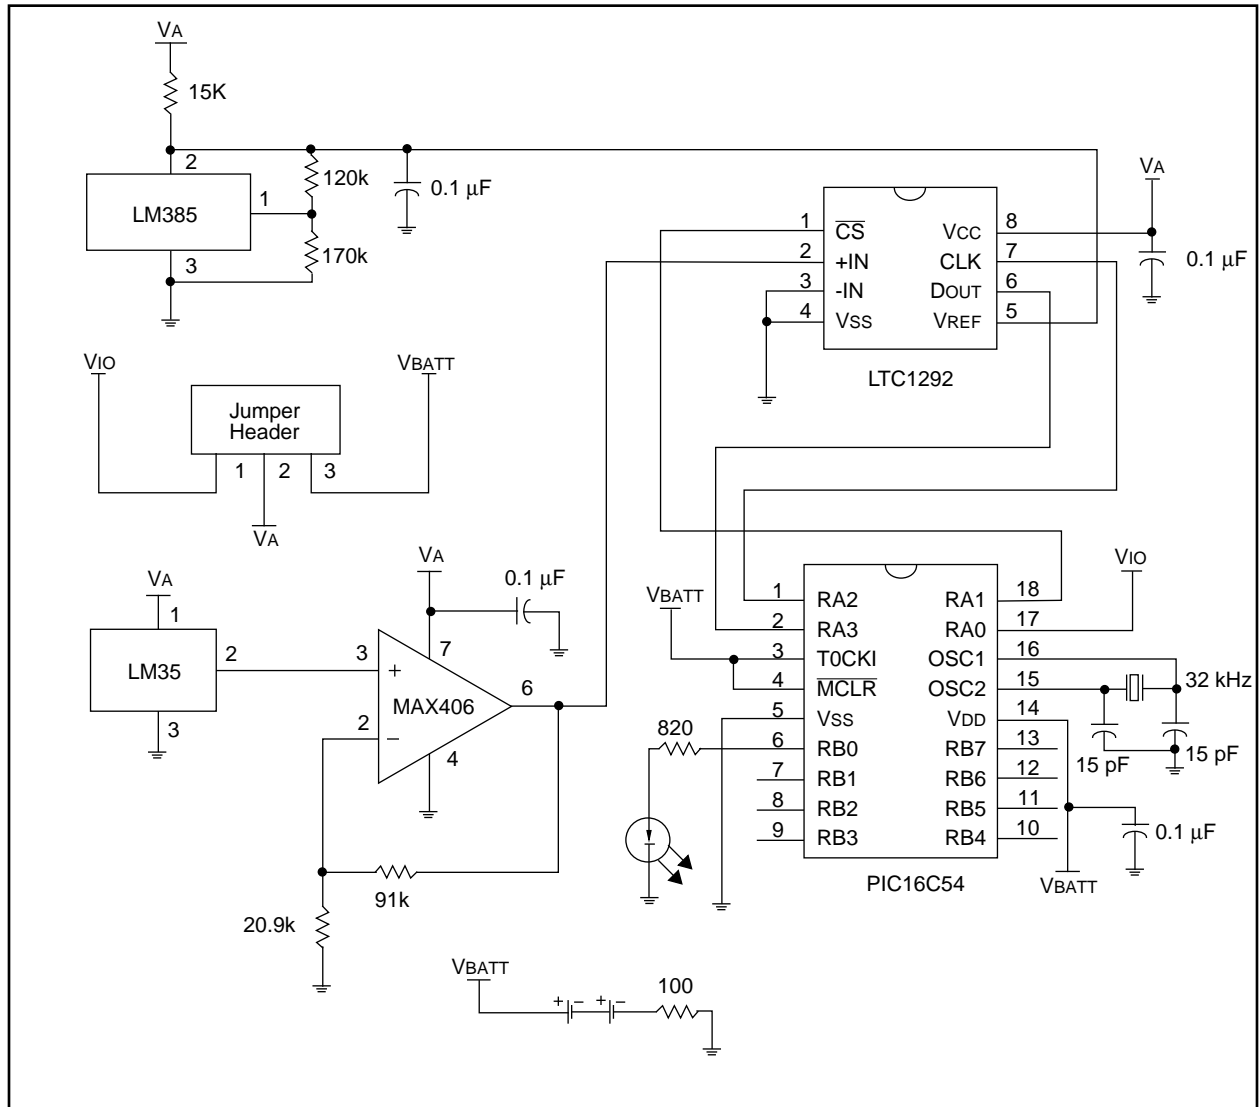 VA
15K
2
LM385
1
120k
170k
3
0.1 µF
VIO
VBATT
Jumper
Header
1 2 3
VA
VA
1
LM35
2
3
VA
0.1 µF
7
3
+
MAX406
6
2
−
4
91k
20.9k
VBATT
+ − + −
100
1 CS VCC 8
2 +IN CLK 7
3 -IN DOUT 6
4 VSS VREF 5
LTC1292
VA
0.1 µF
VBATT
VIO
1 RA2 RA1 18
2 RA3 RA0 17
3 T0CKI OSC1 16
4 MCLR OSC2 15
5 VSS VDD 14
6 RB0 RB7 13
7 RB1 RB6 12
8 RB2 RB5 11
9 RB3 RB4 10
PIC16C54
820
32 kHz
15 pF
15 pF
0.1 µF
VBATT